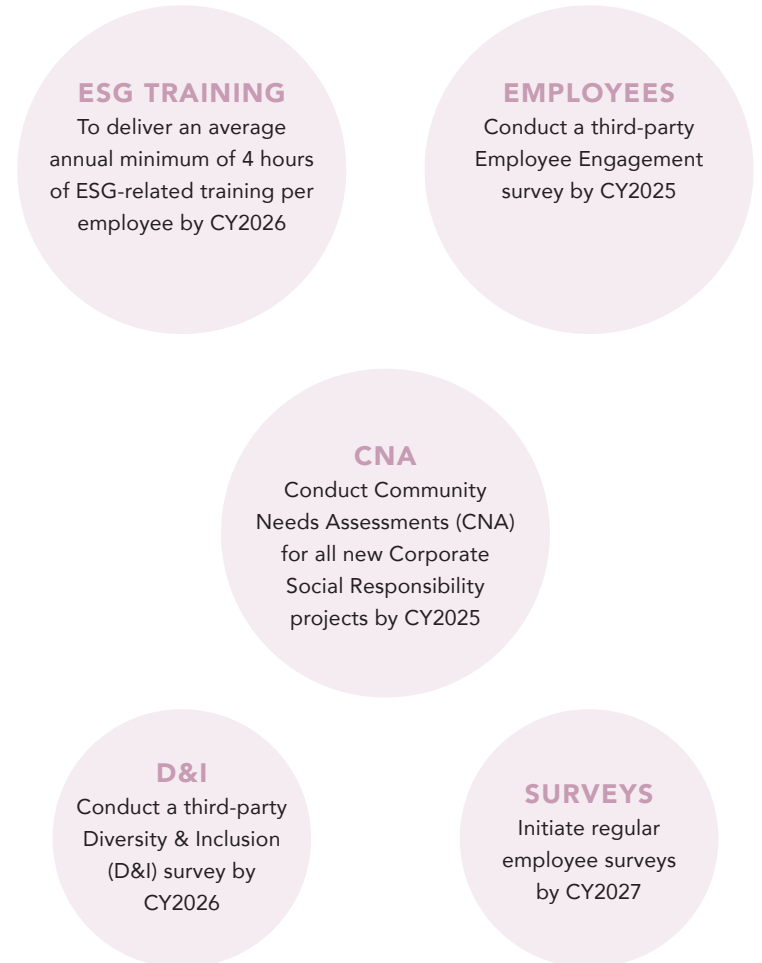 ESG TRAINING
To deliver an average
annual minimum of 4 hours
of ESG-related training per
employee by CY2026
EMPLOYEES
Conduct a third-party
Employee Engagement
survey by CY2025
CNA
Conduct Community
Needs Assessments (CNA)
for all new Corporate
Social Responsibility
projects by CY2025
D&I
Conduct a third-party
Diversity & Inclusion
(D&I) survey by
CY2026
SURVEYS
Initiate regular
employee surveys
by CY2027